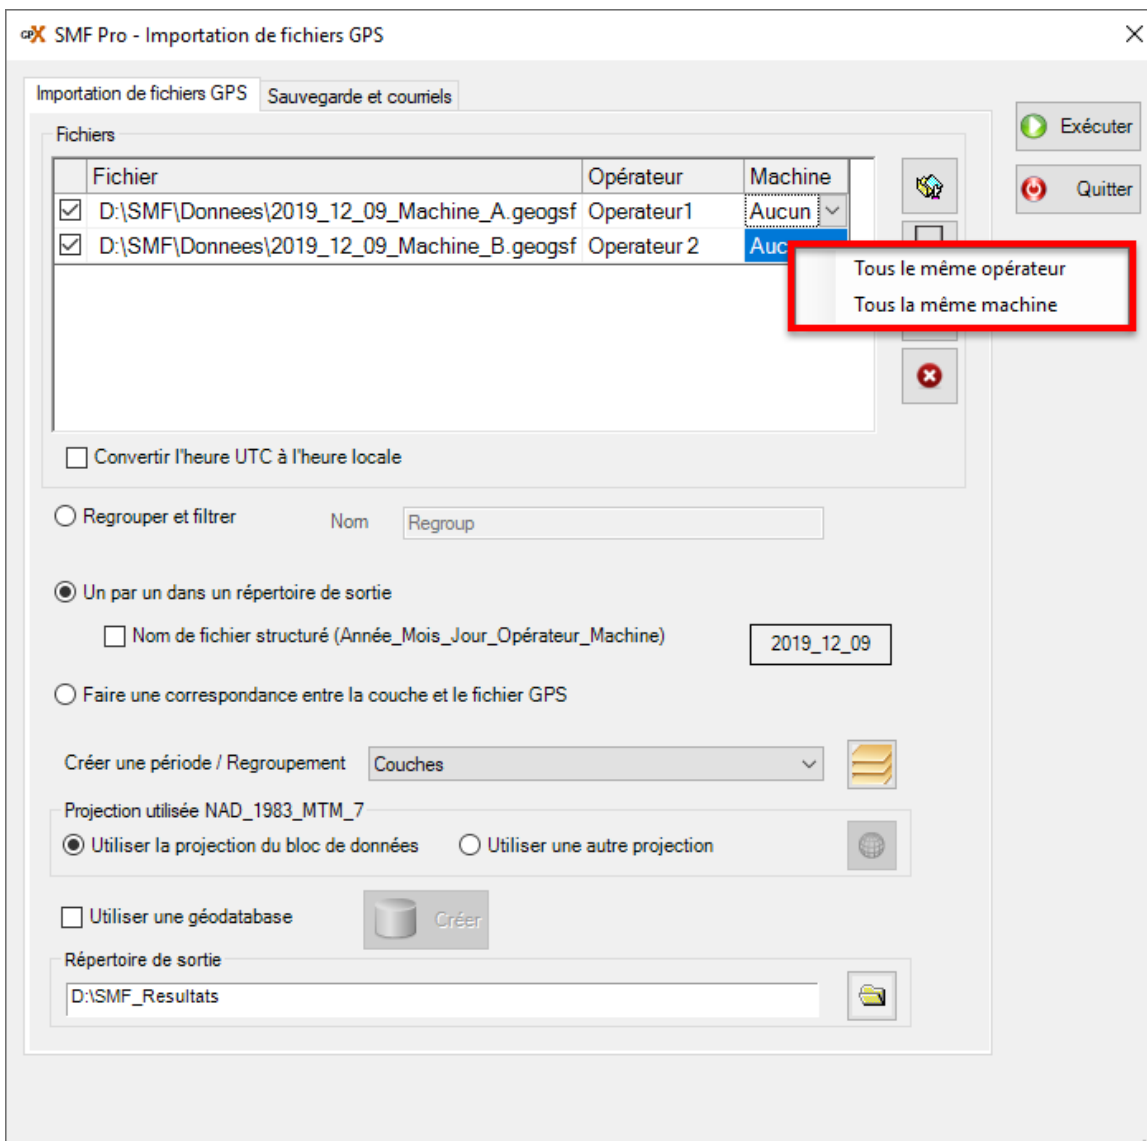 GPX SMF Pro - Importation de fichiers GPS
Importation de fichiers GPS
Sauvegarde et courriels
Exécuter
Quitter
Fichiers
Fichier Opérateur Machine
D:\SMF\Donnees\2019_12_09_Machine_A.geogsf Operateur1 Aucun
D:\SMF\Donnees\2019_12_09_Machine_B.geogsf Operateur 2
Tous le même opérateur
Tous la même machine
Convertir l'heure UTC à l'heure locale
Regrouper et filtrer Nom Regroup
Un par un dans un répertoire de sortie
Nom de fichier structuré (Année_Mois_Jour_Opérateur_Machine) 2019_12_09
Faire une correspondance entre la couche et le fichier GPS
Créer une période / Regroupement Couches
Projection utilisée NAD_1983_MTM_7
Utiliser la projection du bloc de données Utiliser une autre projection
Utiliser une géodatabase Créer
Répertoire de sortie
D:\SMF_Resultats